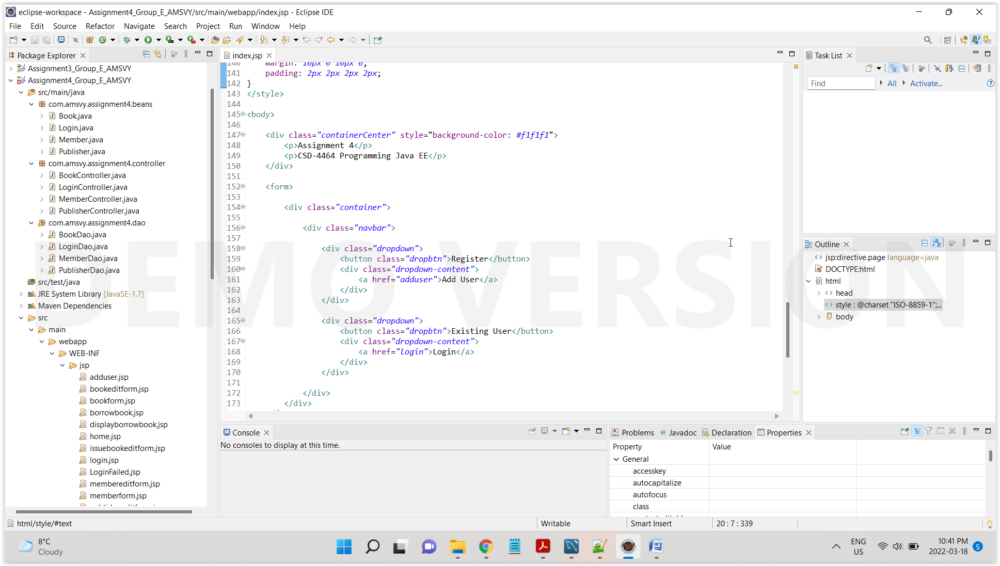 eclipse-workspace - Assignment4_Group_E_AMSVY/src/main/webapp/index.jsp - Eclipse IDE
File Edit Source Refactor Navigate Search Project Run Window Help
Package Explorer
Assignment3_Group_E_AMSVY
Assignment4_Group_E_AMSVY
src/main/java
com.amsvy.assignment4.beans
Book.java
Login.java
Member.java
Publisher.java
com.amsvy.assignment4.controller
BookController.java
LoginController.java
MemberController.java
PublisherController.java
com.amsvy.assignment4.dao
BookDao.java
LoginDao.java
MemberDao.java
PublisherDao.java
src/test/java
JRE System Library [JavaSE-1.7]
Maven Dependencies
src
main
webapp
WEB-INF
jsp
adduser.jsp
bookeditform.jsp
bookform.jsp
borrowbook.jsp
displayborrowbook.jsp
home.jsp
issuebookeditform.jsp
login.jsp
LoginFailed.jsp
membereditform.jsp
memberform.jsp
index.jsp
140 margin: 10px 0 10px 0;
141 padding: 2px 2px 2px 2px;
142 }
143 </style>
144
145 <body>
146
147 <div class="containerCenter" style="background-color: #f1f1f1">
148 <p>Assignment 4</p>
149 <p>CSD-4464 Programming Java EE</p>
150 </div>
151
152 <form>
153
154 <div class="container">
155
156 <div class="navbar">
157
158 <div class="dropdown">
159 <button class="dropbtn">Register</button>
160 <div class="dropdown-content">
161 <a href="adduser">Add User</a>
162 </div>
163 </div>
164
165 <div class="dropdown">
166 <button class="dropbtn">Existing User</button>
167 <div class="dropdown-content">
168 <a href="login">Login</a>
169 </div>
170 </div>
171
172 </div>
173 </div>
DEMO VERSION
Task List
Find All Activate...
Outline
jsp:directive.page language=java
DOCTYPE:html
html
head
style : @charset "ISO-8859-1";...
body
Console
No consoles to display at this time.
Problems @ Javadoc Declaration Properties
Property Value
General
accesskey
autocapitalize
autofocus
class
html/style/#text Writable Smart Insert 20 : 7 : 339
8°C
Cloudy
ENG
US
10:41 PM
2022-03-18
5